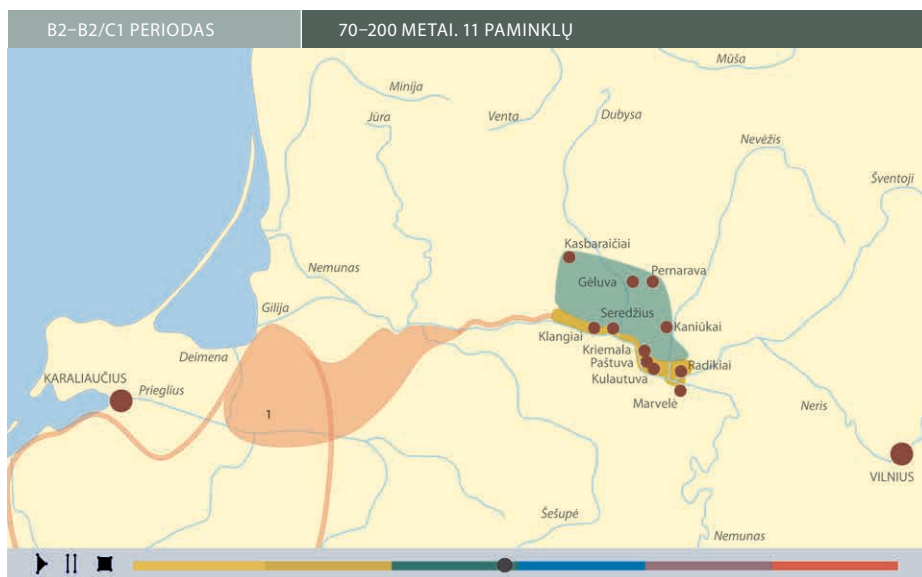 B2–B2/C1 PERIODAS
70–200 METAI. 11 PAMINKLŲ
Mūša
Minija
Jūra
Venta
Dubysa
Nevėžis
Šventoji
Kasbaraičiai
Nemunas
Gėluva
Pernarava
Gilija
Seredžius
Kaniūkai
Klangiai
Deimena
Kriemala
Paštuva
Radikiai
KARALIAUČIUS
Prieglius
Kulautuva
Marvelė
Neris
1
VILNIUS
Šešupė
Nemunas